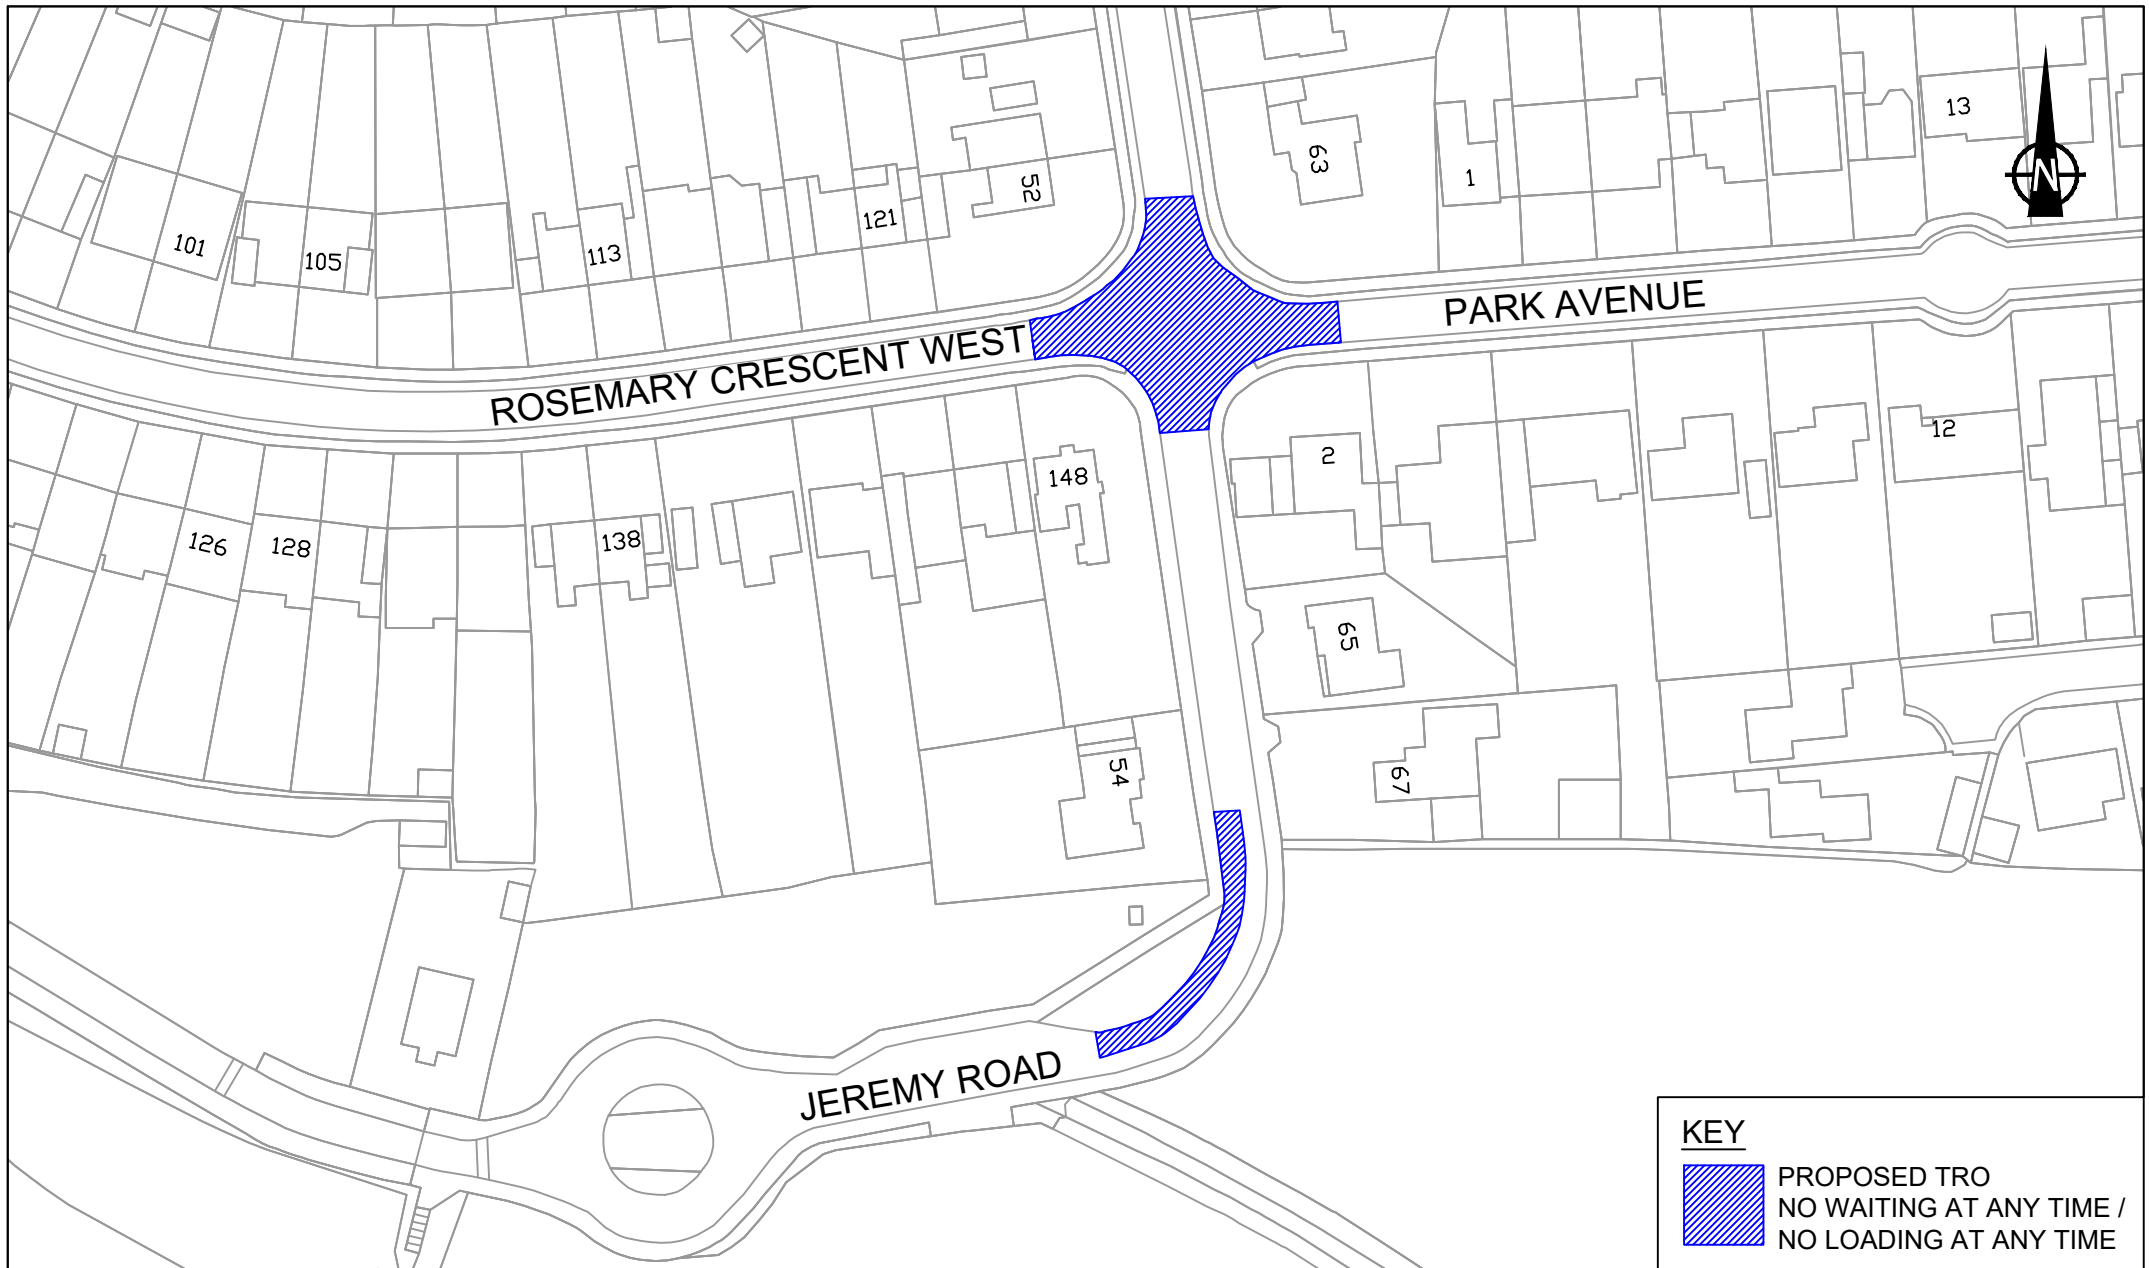 13
N
63
1
52
121
101
105
113
PARK AVENUE
ROSEMARY CRESCENT WEST
12
2
148
126
128
138
65
54
67
JEREMY ROAD
KEY
PROPOSED TRO
NO WAITING AT ANY TIME /
NO LOADING AT ANY TIME